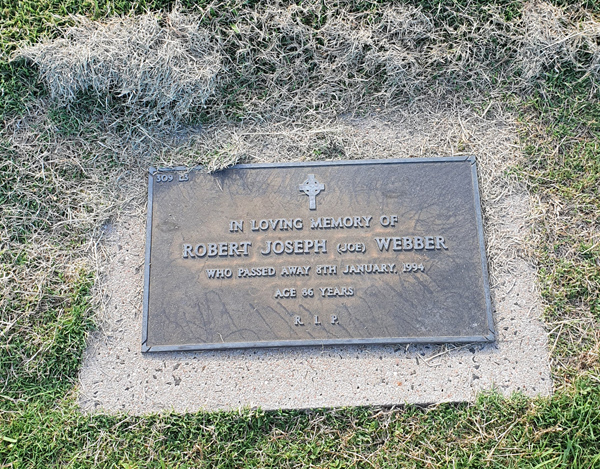 IN LOVING MEMORY OF
ROBERT JOSEPH (JOE) WEBBER
WHO PASSED AWAY 8TH JANUARY, 1994
AGE 86 YEARS
R. I. P.